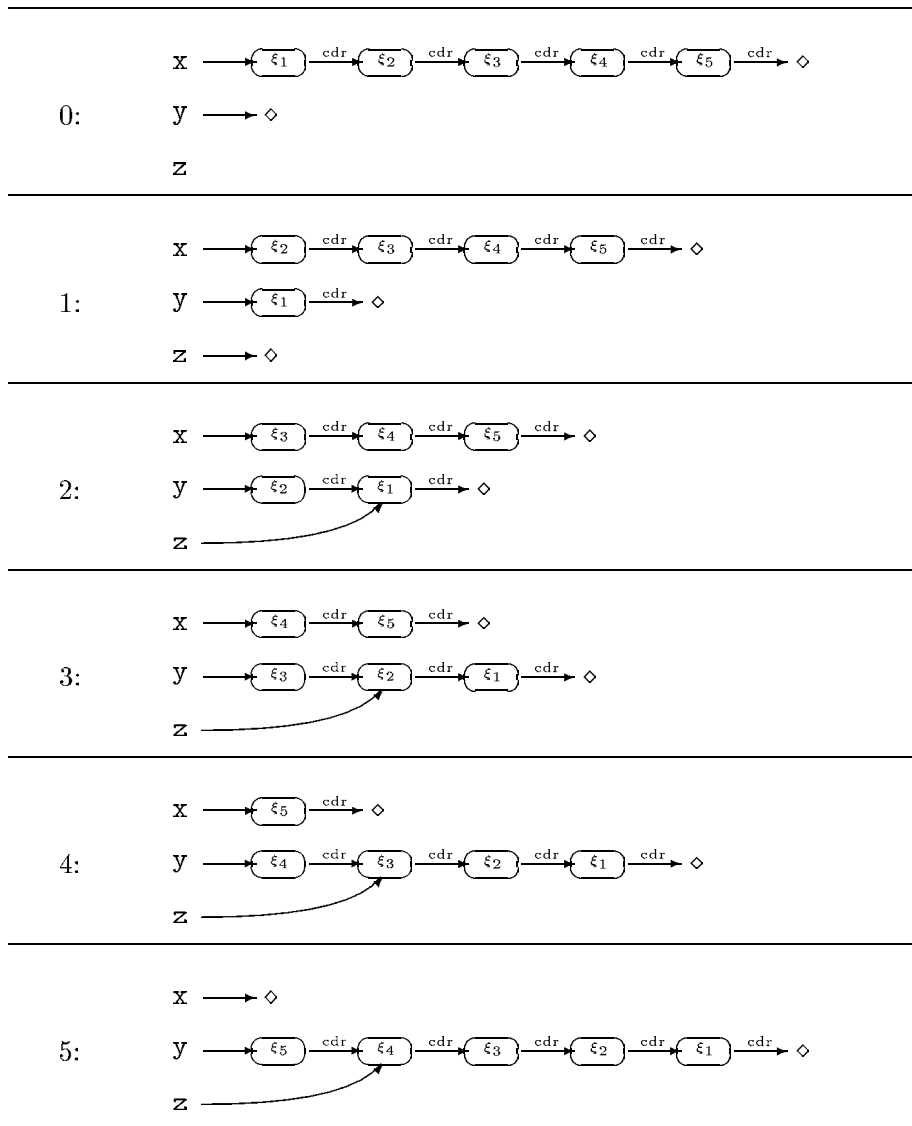 x ξ1 cdr ξ2 cdr ξ3 cdr ξ4 cdr ξ5 cdr ◇
0: y ◇
z
x ξ2 cdr ξ3 cdr ξ4 cdr ξ5 cdr ◇
1: y ξ1 cdr ◇
z ◇
x ξ3 cdr ξ4 cdr ξ5 cdr ◇
2: y ξ2 cdr ξ1 cdr ◇
z
x ξ4 cdr ξ5 cdr ◇
3: y ξ3 cdr ξ2 cdr ξ1 cdr ◇
z
x ξ5 cdr ◇
4: y ξ4 cdr ξ3 cdr ξ2 cdr ξ1 cdr ◇
z
x ◇
5: y ξ5 cdr ξ4 cdr ξ3 cdr ξ2 cdr ξ1 cdr ◇
z